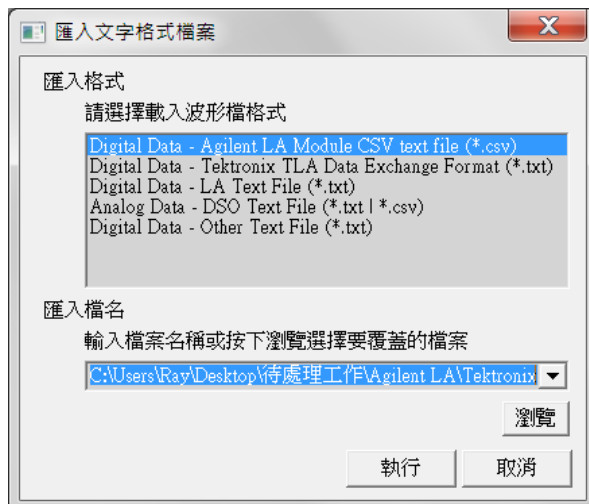 匯入文字格式檔案
匯入格式
請選擇載入波形檔格式
Digital Data - Agilent LA Module CSV text file (*.csv)
Digital Data - Tektronix TLA Data Exchange Format (*.txt)
Digital Data - LA Text File (*.txt)
Analog Data - DSO Text File (*.txt | *.csv)
Digital Data - Other Text File (*.txt)
匯入檔名
輸入檔案名稱或按下瀏覽選擇要覆蓋的檔案
C:\Users\Ray\Desktop\待處理工作\Agilent LA\Tektronix
瀏覽
執行 取消